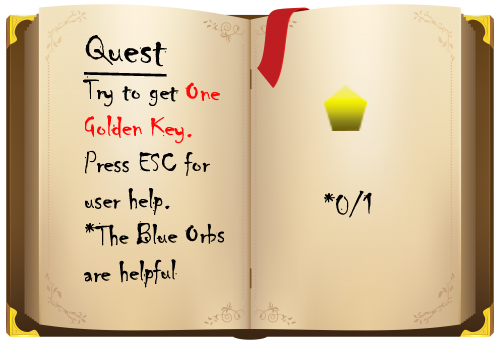 Quest
Try to get One
Golden Key.
Press ESC for
user help.
*The Blue Orbs
are helpful
*0/1